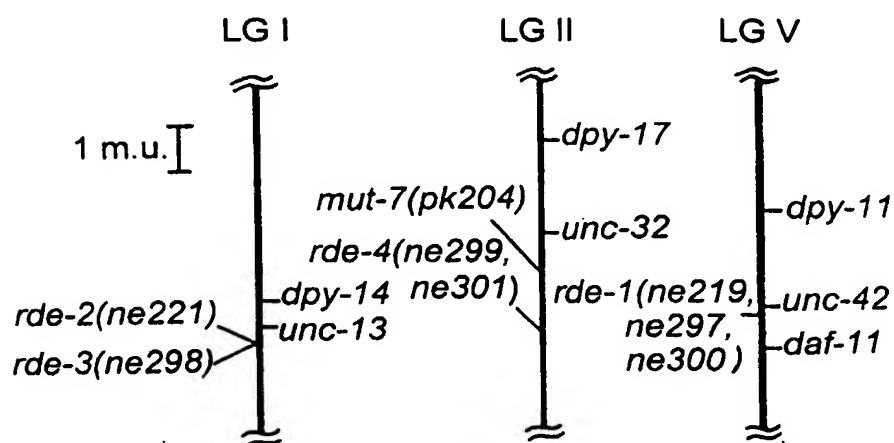 LG I
LG II
LG V
1 m.u.
dpy-17
mut-7(pk204)
dpy-11
unc-32
rde-4(ne299,
ne301)
rde-1(ne219,
ne297,
ne300)
dpy-14
unc-42
rde-2(ne221)
unc-13
daf-11
rde-3(ne298)